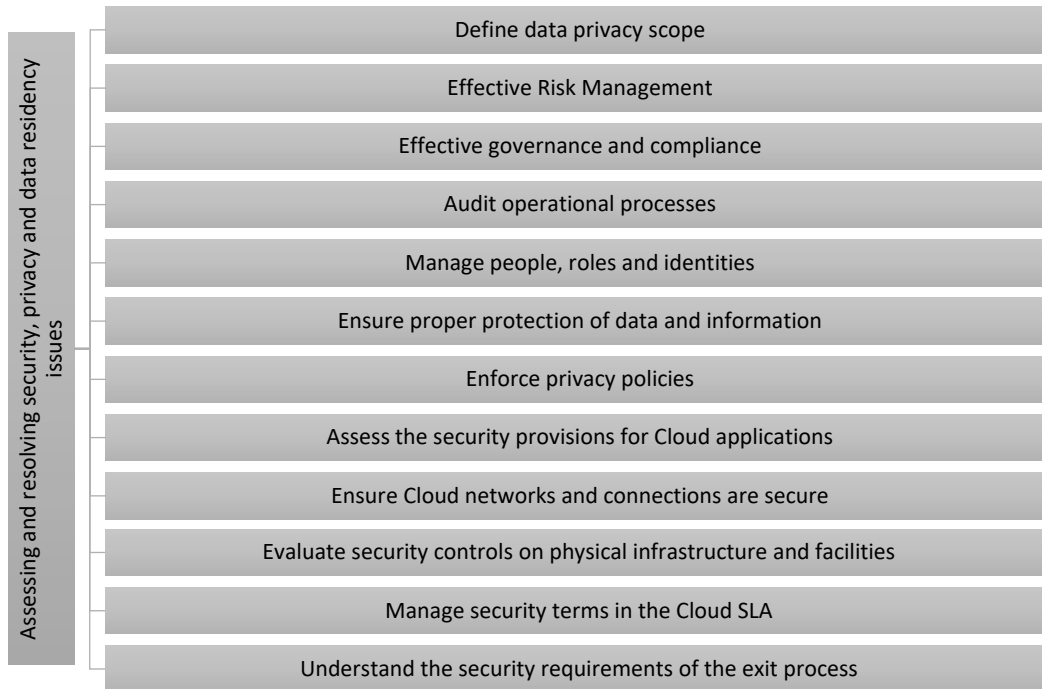 Assessing and resolving security, privacy and data residency
issues
Define data privacy scope
Effective Risk Management
Effective governance and compliance
Audit operational processes
Manage people, roles and identities
Ensure proper protection of data and information
Enforce privacy policies
Assess the security provisions for Cloud applications
Ensure Cloud networks and connections are secure
Evaluate security controls on physical infrastructure and facilities
Manage security terms in the Cloud SLA
Understand the security requirements of the exit process